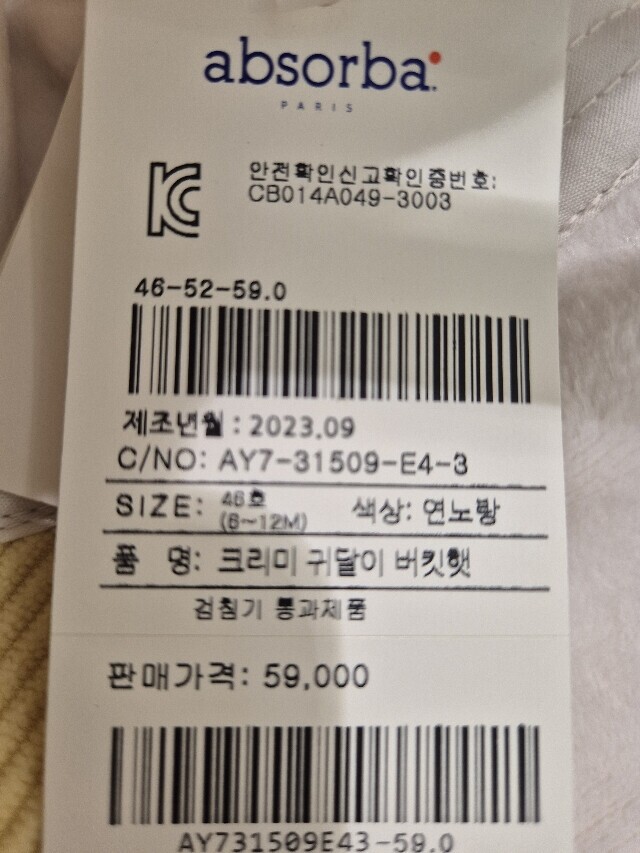 absorba
PARIS
안전확인신고확인증번호:
CB014A049-3003
46-52-59.0
제조년월: 2023.09
C/NO: AY7-31509-E4-3
SIZE: 46호 (6~12M) 색상: 연노랑
품 명: 크리미 귀달이 버킷햇
검침기 통과제품
판매가격: 59,000
AY731509E43-59.0